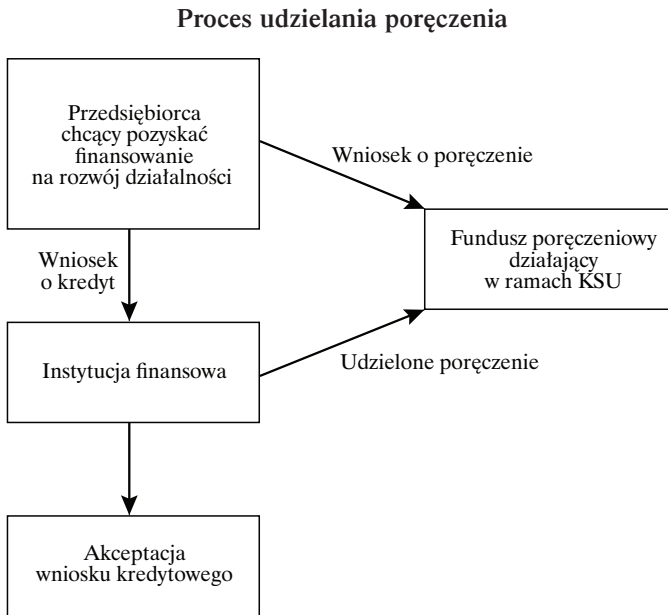 Proces udzielania poręczenia
Przedsiębiorca
chcący pozyskać
finansowanie
na rozwój działalności
Wniosek o poręczenie
Fundusz poręczeniowy
działający
w ramach KSU
Wniosek
o kredyt
Instytucja finansowa
Udzielone poręczenie
Akceptacja
wniosku kredytowego